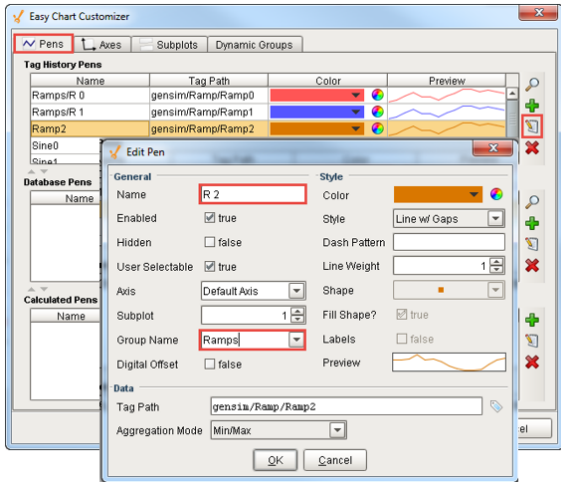 Easy Chart Customizer
Pens Axes Subplots Dynamic Groups
Tag History Pens
Name Tag Path Color Preview
Ramps/R 0 gensim/Ramp/Ramp0
Ramps/R 1 gensim/Ramp/Ramp1
Ramp2 gensim/Ramp/Ramp2
Sine0
Sine1
Database Pens
Name
Calculated Pens
Name
Edit Pen
General
Name R 2
Enabled true
Hidden false
User Selectable true
Axis Default Axis
Subplot 1
Group Name Ramps
Digital Offset false
Style
Color
Style Line w/ Gaps
Dash Pattern
Line Weight 1
Shape
Fill Shape? true
Labels false
Preview
Data
Tag Path gensim/Ramp/Ramp2
Aggregation Mode Min/Max
OK Cancel
el